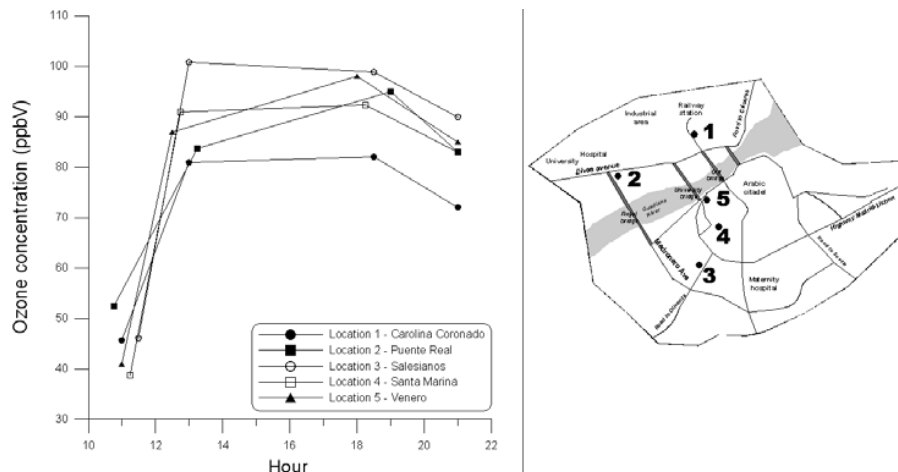 110
100
90
80
70
60
50
40
30
10
12
14
16
18
20
22
Ozone concentration (ppbV)
Hour
Location 1 - Carolina Coronado
Location 2 - Puente Real
Location 3 - Salesianos
Location 4 - Santa Marina
Location 5 - Venero
Railway
station
Industrial
area
1
Hospital
University
2
Arabic
citadel
5
4
3
Maternity
hospital